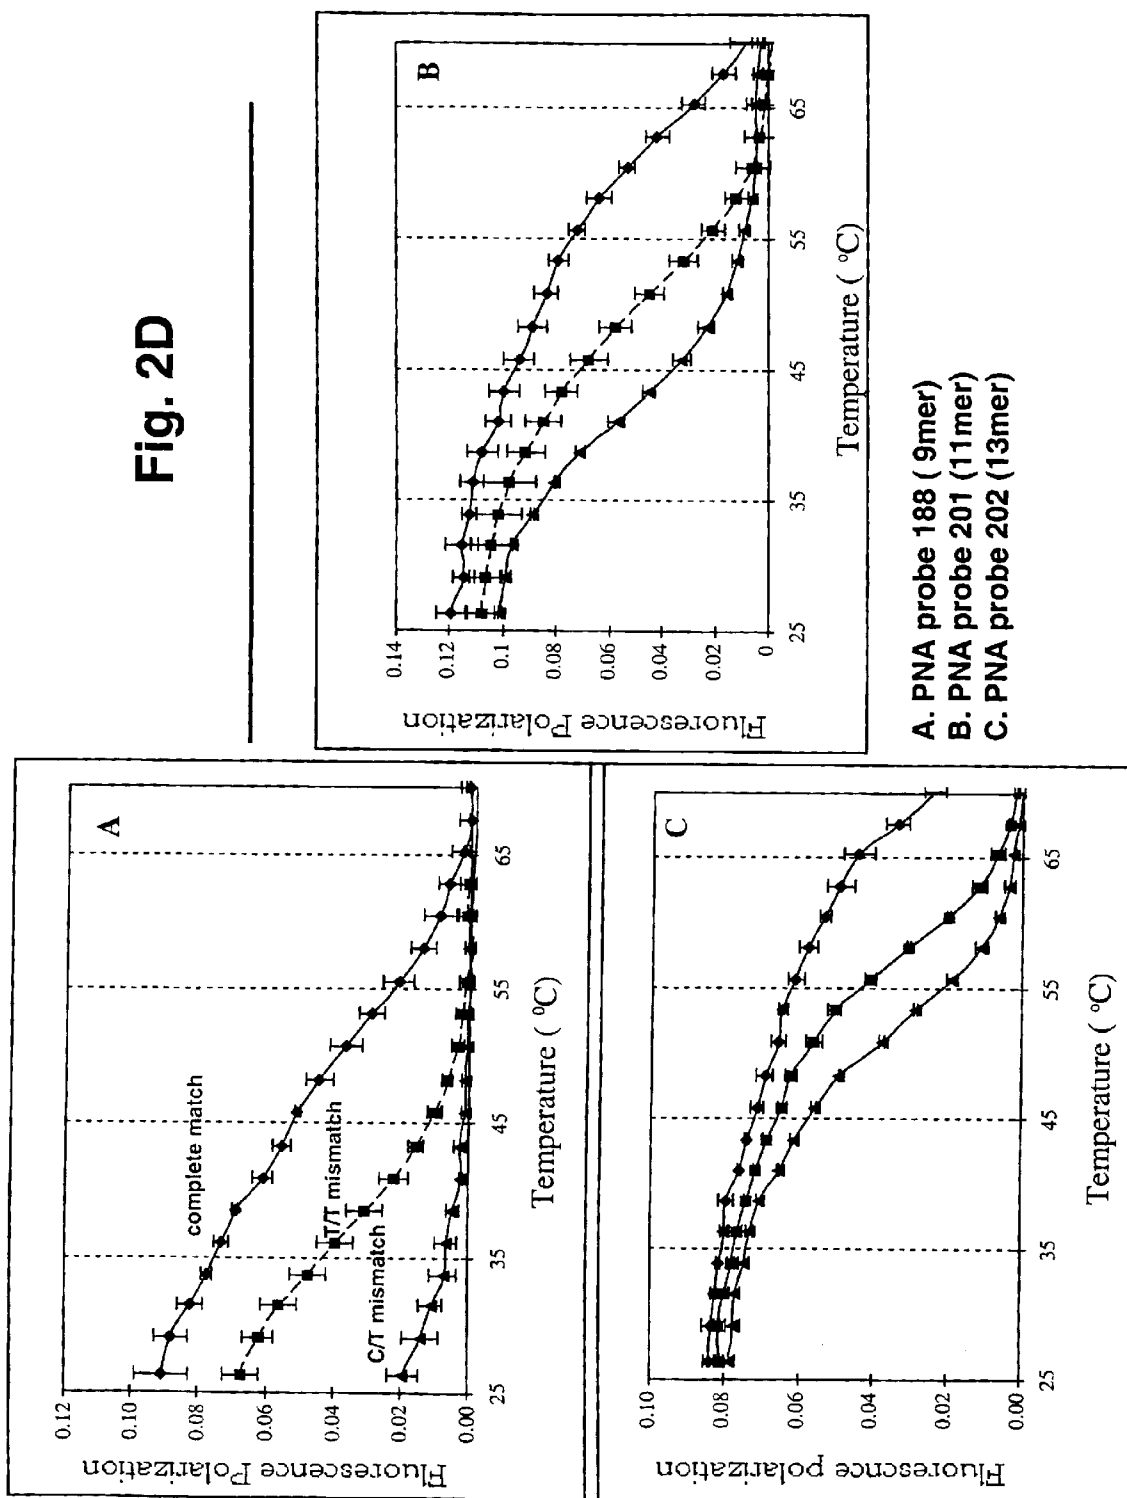 Fig. 2D
A
Fluorescence Polarization
0.12
0.10
0.08
0.06
0.04
0.02
0.00
complete match
T/T mismatch
C/T mismatch
25
35
45
55
65
Temperature ( °C)
B
Fluorescence Polarization
0.14
0.12
0.1
0.08
0.06
0.04
0.02
0
25
35
45
55
65
Temperature ( °C)
C
Fluorescence polarization
0.10
0.08
0.06
0.04
0.02
0.00
25
35
45
55
65
Temperature ( °C)
A. PNA probe 188 ( 9mer)
B. PNA probe 201 (11mer)
C. PNA probe 202 (13mer)